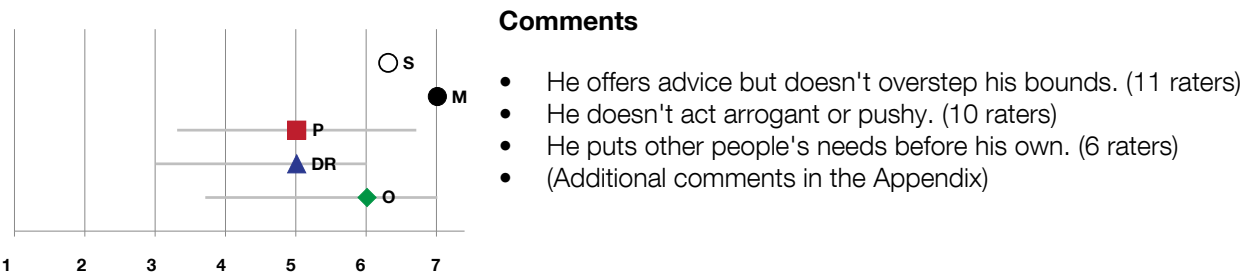 Comments
S
• He offers advice but doesn't overstep his bounds. (11 raters)
M
• He doesn't act arrogant or pushy. (10 raters)
P
• He puts other people's needs before his own. (6 raters)
DR
• (Additional comments in the Appendix)
O
1 2 3 4 5 6 7